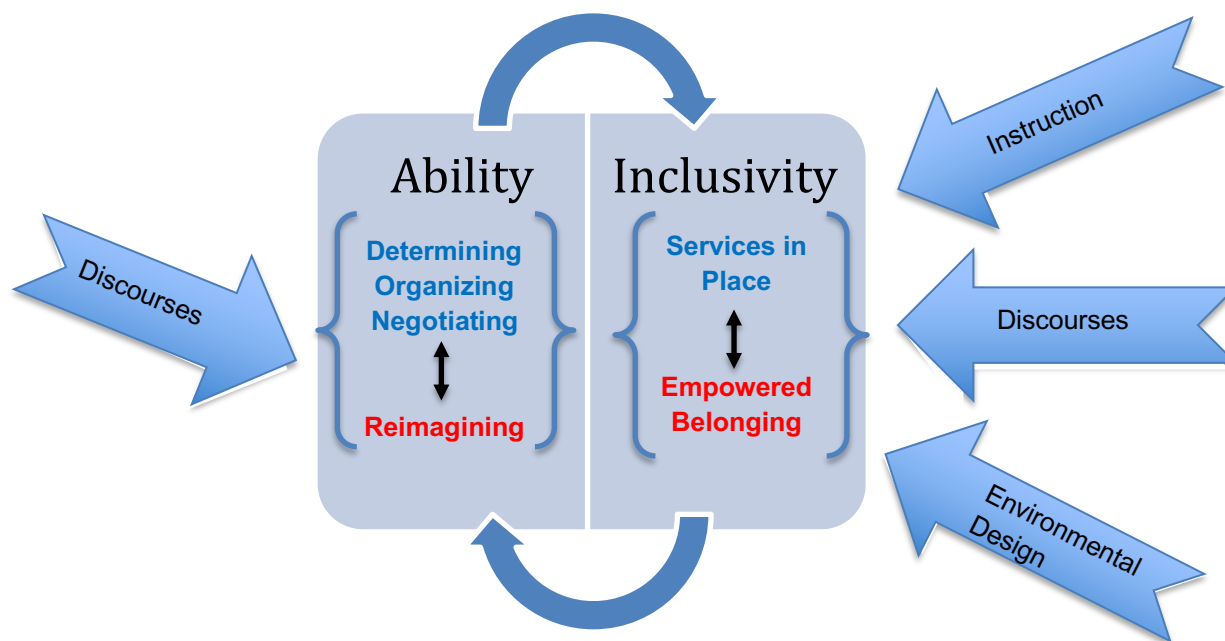 Ability
Determining
Organizing
Negotiating
Reimagining
Inclusivity
Services in
Place
Empowered
Belonging
Discourses
Instruction
Discourses
Environmental
Design